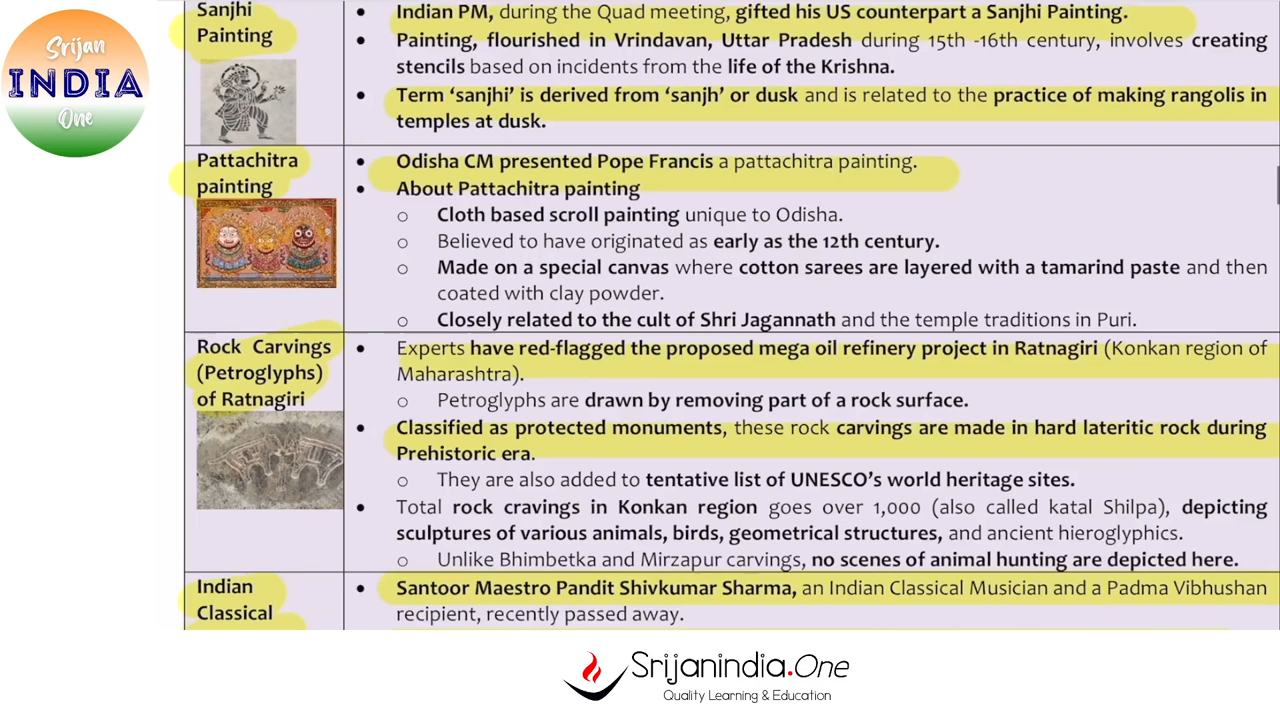 Srijan
INDIA
One
Sanjhi
Painting
• Indian PM, during the Quad meeting, gifted his US counterpart a Sanjhi Painting.
• Painting, flourished in Vrindavan, Uttar Pradesh during 15th -16th century, involves creating
stencils based on incidents from the life of the Krishna.
• Term ‘sanjhi’ is derived from ‘sanjh’ or dusk and is related to the practice of making rangolis in
temples at dusk.
Pattachitra
painting
• Odisha CM presented Pope Francis a pattachitra painting.
• About Pattachitra painting
o Cloth based scroll painting unique to Odisha.
o Believed to have originated as early as the 12th century.
o Made on a special canvas where cotton sarees are layered with a tamarind paste and then
coated with clay powder.
o Closely related to the cult of Shri Jagannath and the temple traditions in Puri.
Rock Carvings
(Petroglyphs)
of Ratnagiri
• Experts have red-flagged the proposed mega oil refinery project in Ratnagiri (Konkan region of
Maharashtra).
o Petroglyphs are drawn by removing part of a rock surface.
• Classified as protected monuments, these rock carvings are made in hard lateritic rock during
Prehistoric era.
o They are also added to tentative list of UNESCO’s world heritage sites.
• Total rock cravings in Konkan region goes over 1,000 (also called katal Shilpa), depicting
sculptures of various animals, birds, geometrical structures, and ancient hieroglyphics.
o Unlike Bhimbetka and Mirzapur carvings, no scenes of animal hunting are depicted here.
Indian
Classical
• Santoor Maestro Pandit Shivkumar Sharma, an Indian Classical Musician and a Padma Vibhushan
recipient, recently passed away.
Srijanindia.One
Quality Learning & Education